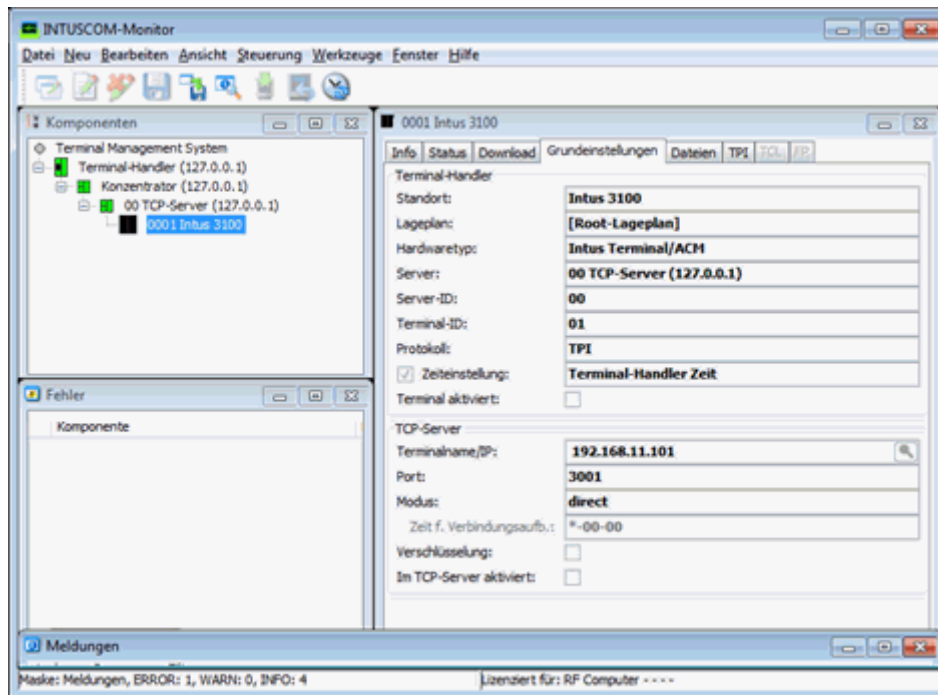 INTUSCOM-Monitor
Datei Neu Bearbeiten Ansicht Steuerung Werkzeuge Fenster Hilfe
Komponenten
Terminal Management System
Terminal-Handler (127.0.0.1)
Konzentrator (127.0.0.1)
00 TCP-Server (127.0.0.1)
0001 Intus 3100
Fehler
Komponente
0001 Intus 3100
Info Status Download Grundeinstellungen Dateien TPI TCL FP
Terminal-Handler
Standort: Intus 3100
Lageplan: [Root-Lageplan]
Hardwaretyp: Intus Terminal/ACM
Server: 00 TCP-Server (127.0.0.1)
Server-ID: 00
Terminal-ID: 01
Protokoll: TPI
Zeiteinstellung: Terminal-Handler Zeit
Terminal aktiviert:
TCP-Server
Terminalname/IP: 192.168.11.101
Port: 3001
Modus: direct
Zeit f. Verbindungsaufb.: *-00-00
Verschlüsselung:
Im TCP-Server aktiviert:
Meldungen
Maske: Meldungen, ERROR: 1, WARN: 0, INFO: 4
Lizenziert für: RF Computer - - - -